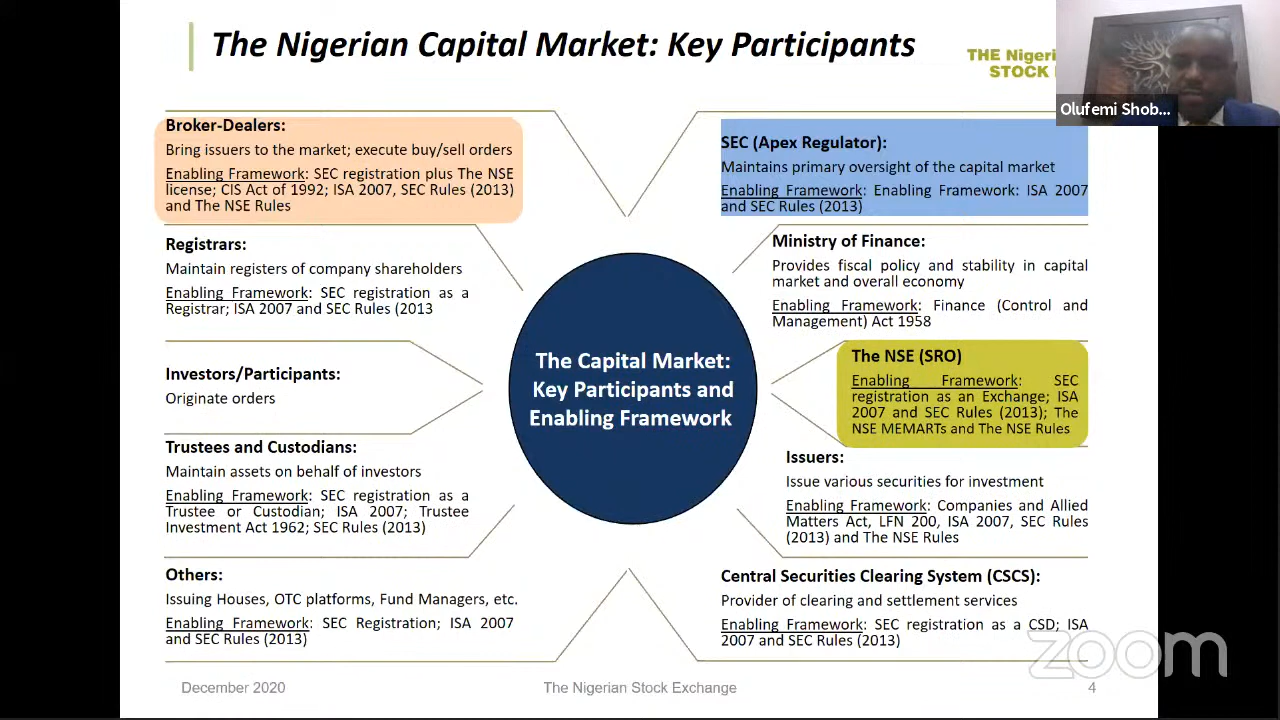 The Nigerian Capital Market: Key Participants
THE Nigeri
STOCK
Olufemi Shob...
Broker-Dealers:
Bring issuers to the market; execute buy/sell orders
Enabling Framework: SEC registration plus The NSE
license; CIS Act of 1992; ISA 2007, SEC Rules (2013)
and The NSE Rules
Registrars:
Maintain registers of company shareholders
Enabling Framework: SEC registration as a
Registrar; ISA 2007 and SEC Rules (2013
Investors/Participants:
Originate orders
Trustees and Custodians:
Maintain assets on behalf of investors
Enabling Framework: SEC registration as a
Trustee or Custodian; ISA 2007; Trustee
Investment Act 1962; SEC Rules (2013)
Others:
Issuing Houses, OTC platforms, Fund Managers, etc.
Enabling Framework: SEC Registration; ISA 2007
and SEC Rules (2013)
The Capital Market:
Key Participants and
Enabling Framework
SEC (Apex Regulator):
Maintains primary oversight of the capital market
Enabling Framework: Enabling Framework: ISA 2007
and SEC Rules (2013)
Ministry of Finance:
Provides fiscal policy and stability in capital
market and overall economy
Enabling Framework: Finance (Control and
Management) Act 1958
The NSE (SRO)
Enabling Framework: SEC
registration as an Exchange; ISA
2007 and SEC Rules (2013); The
NSE MEMARTs and The NSE Rules
Issuers:
Issue various securities for investment
Enabling Framework: Companies and Allied
Matters Act, LFN 200, ISA 2007, SEC Rules
(2013) and The NSE Rules
Central Securities Clearing System (CSCS):
Provider of clearing and settlement services
Enabling Framework: SEC registration as a CSD; ISA
2007 and SEC Rules (2013)
zoom
December 2020
The Nigerian Stock Exchange
4